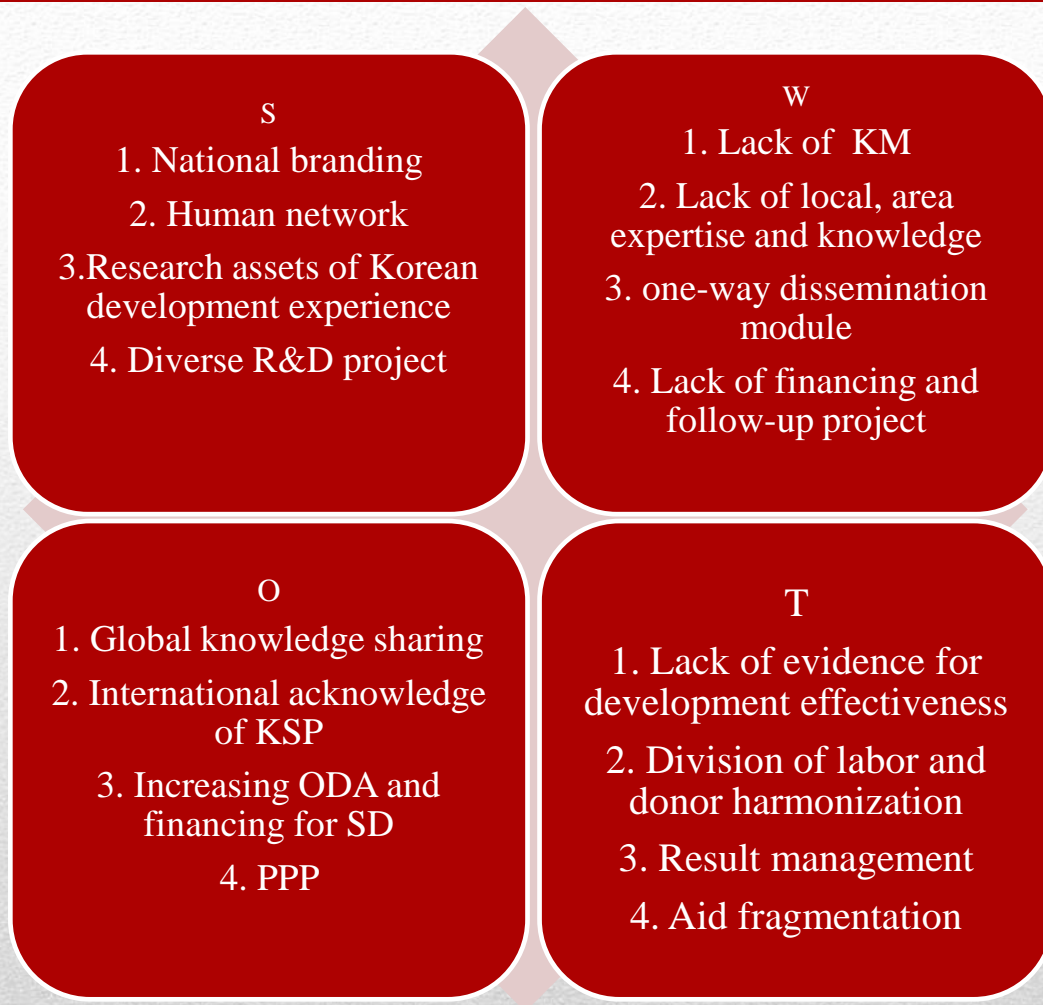 S
1. National branding
2. Human network
3.Research assets of Korean
development experience
4. Diverse R&D project
W
1. Lack of  KM
2. Lack of local, area
expertise and knowledge
3. one-way dissemination
module
4. Lack of financing and
follow-up project
O
1. Global knowledge sharing
2. International acknowledge
of KSP
3. Increasing ODA and
financing for SD
4. PPP
T
1. Lack of evidence for
development effectiveness
2. Division of labor and
donor harmonization
3. Result management
4. Aid fragmentation